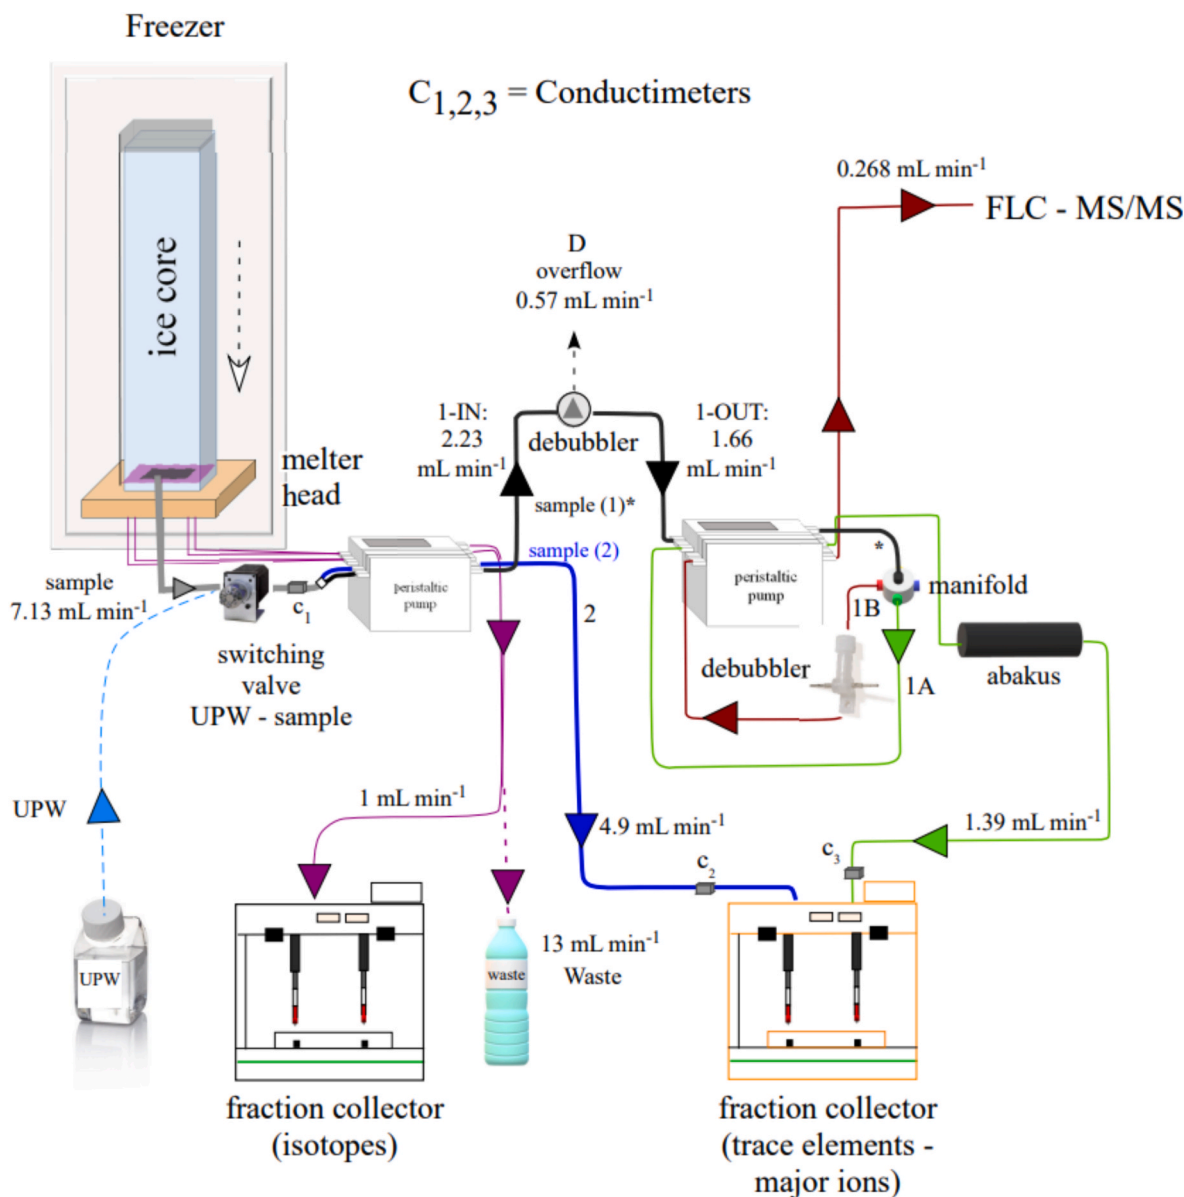 Freezer
C1,2,3 = Conductimeters
0.268 mL min-1
FLC - MS/MS
ice core
D
overflow
0.57 mL min-1
1-IN:
2.23
mL min-1
debubbler
1-OUT:
1.66
mL min-1
melter
head
sample (1)*
sample (2)
sample
7.13 mL min-1
c1
peristaltic
pump
peristaltic
pump
*
manifold
1B
2
switching
valve
UPW - sample
debubbler
1A
abakus
UPW
1 mL min-1
4.9 mL min-1
1.39 mL min-1
c2
c3
UPW
waste
13 mL min-1
Waste
fraction collector
(isotopes)
fraction collector
(trace elements -
major ions)